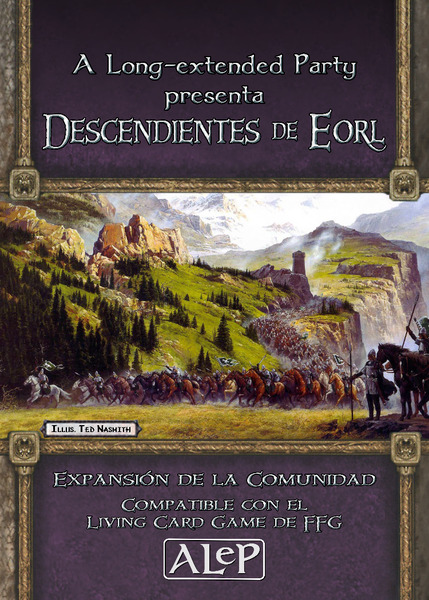 A Long-extended Party
presenta
Descendientes de Eorl
Illus. Ted Nasmith
Expansión de la Comunidad
Compatible con el
Living Card Game de FFG
ALeP